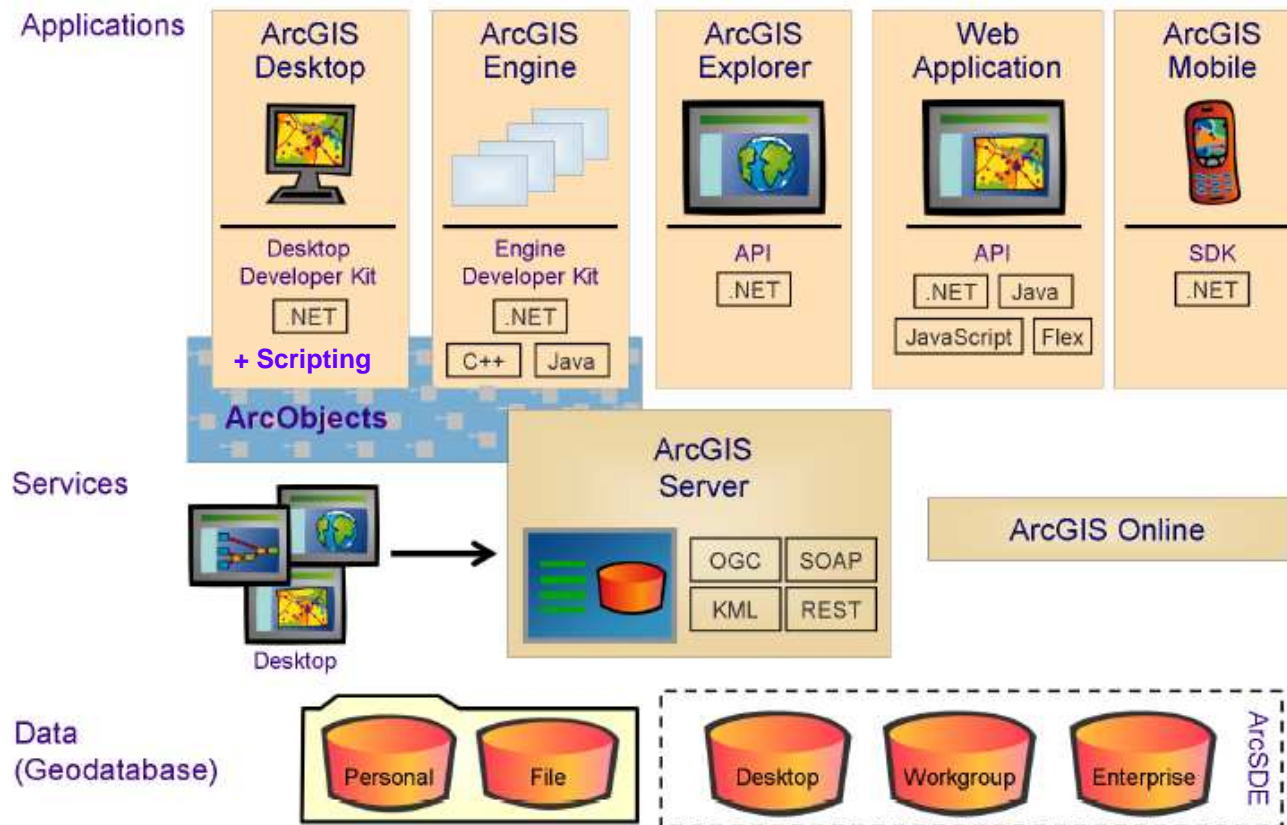 Applications
ArcGIS
Desktop
Desktop
Developer Kit
.NET
+ Scripting
ArcGIS
Engine
Engine
Developer Kit
.NET
C++ Java
ArcGIS
Explorer
API
.NET
Web
Application
API
.NET Java
JavaScript Flex
ArcGIS
Mobile
SDK
.NET
ArcObjects
Services
Desktop
ArcGIS
Server
OGC SOAP
KML REST
ArcGIS Online
Data
(Geodatabase)
Personal File
Desktop Workgroup Enterprise
ArcSDE